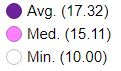 Avg. (17.32)
Med. (15.11)
Min. (10.00)